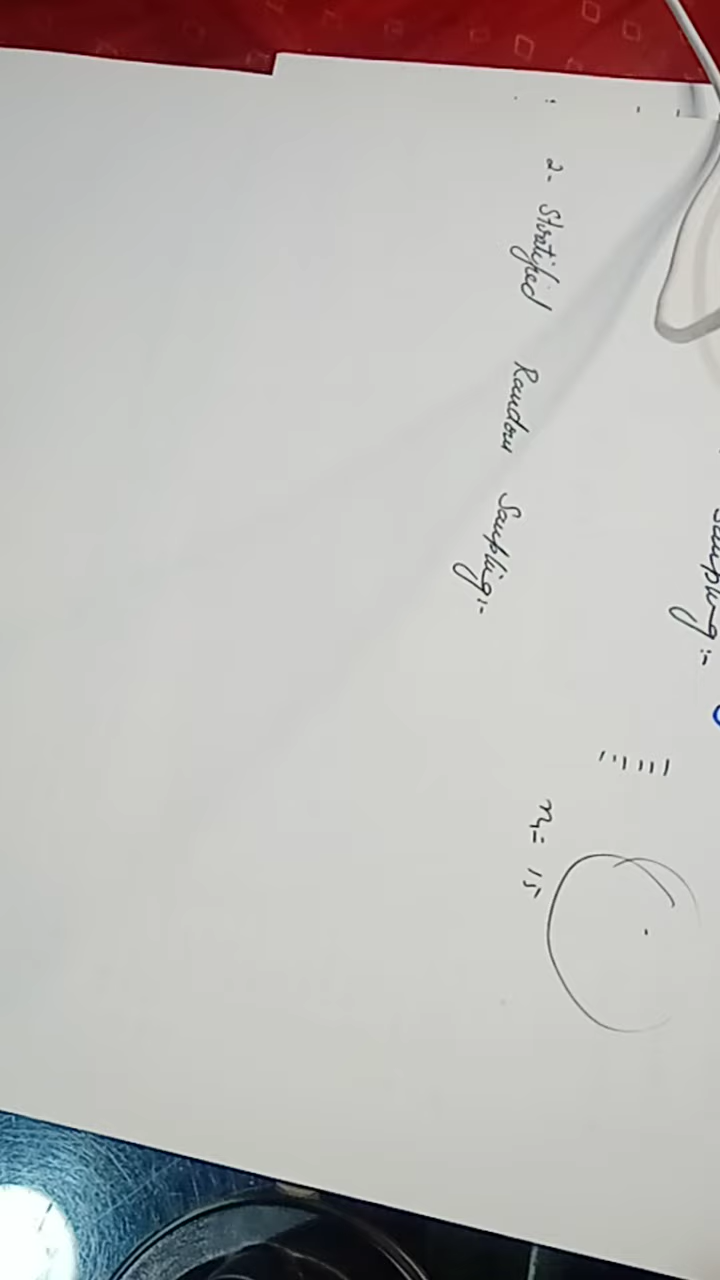 Sampling:-
n = 15
2- Stratified Random Sampling:-